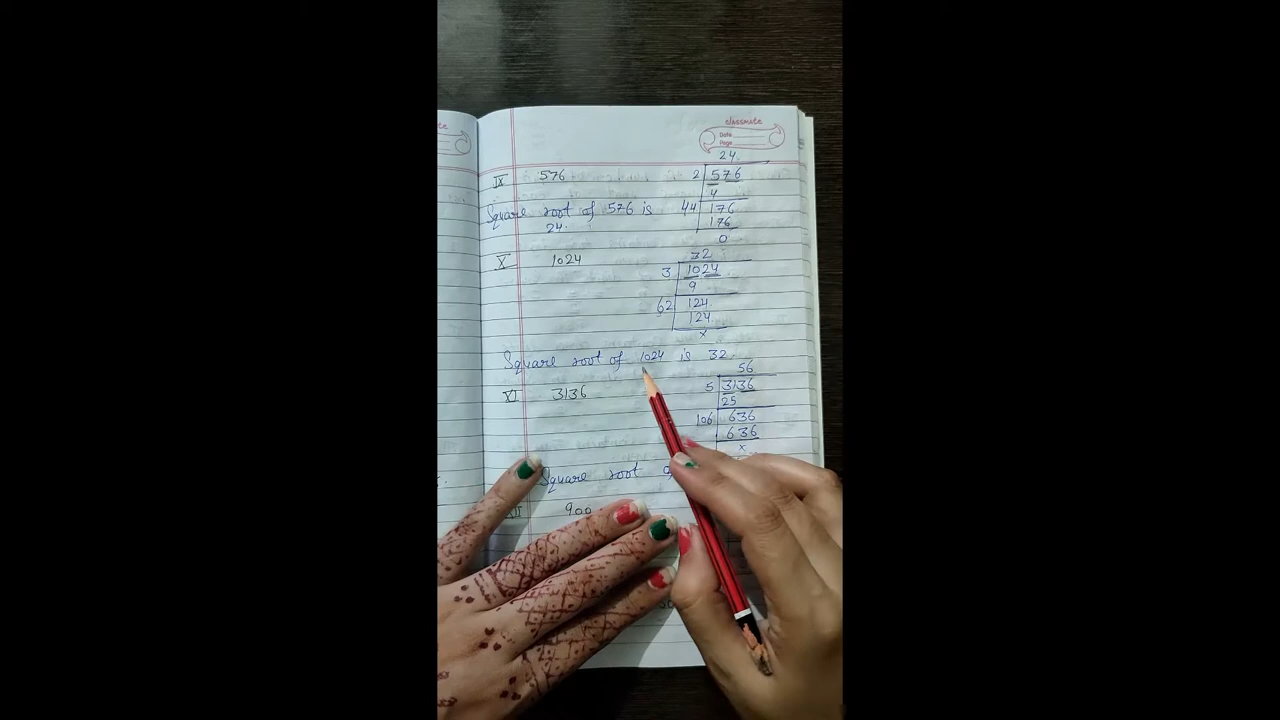 te
classmate
Date
Page
24
IX 576 2 576
4
Square root of 576 is 44 176
24. 176
0
32
X 1024 3 1024
9
62 124
124
x
Square root of 1024 is 32
56
XI 3136 5 3136
25
106 636
636
x
Square root
XII 900